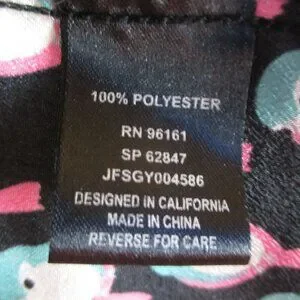 100% POLYESTER
RN 96161
SP 62847
JFSGY004586
DESIGNED IN CALIFORNIA
MADE IN CHINA
REVERSE FOR CARE